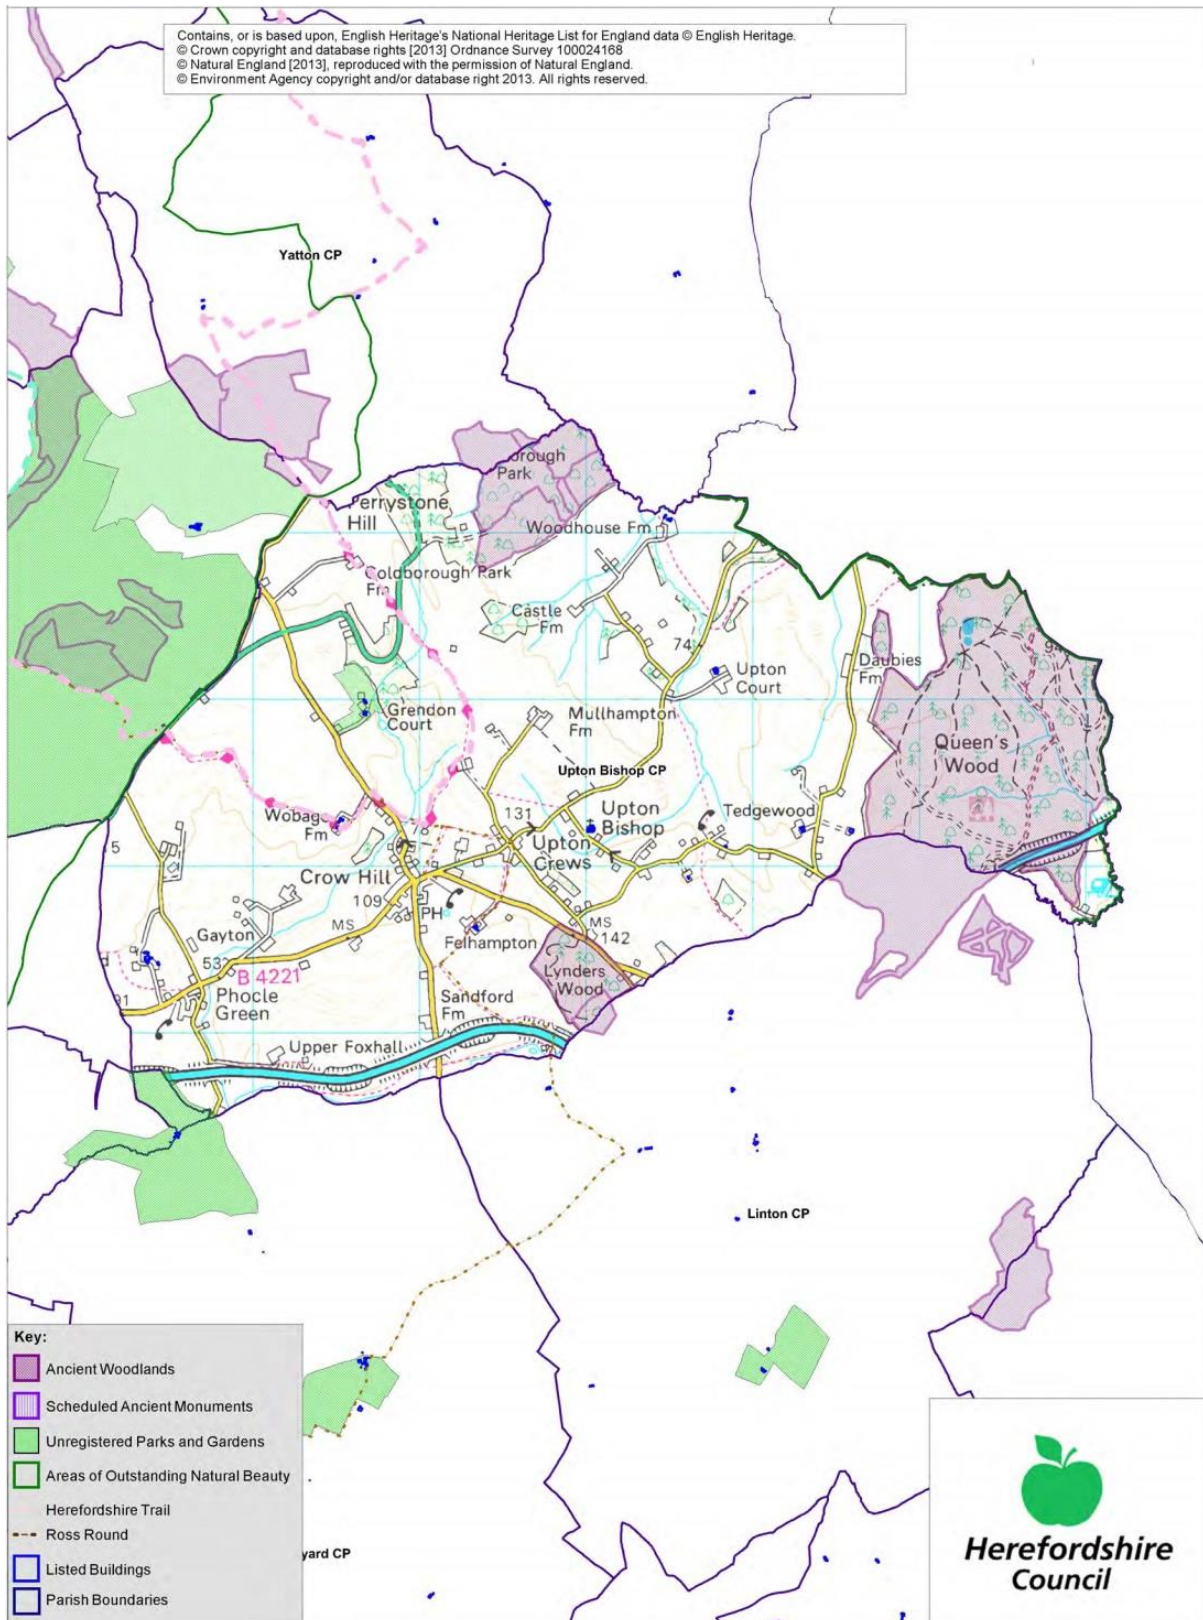 Contains, or is based upon, English Heritage's National Heritage List for England data © English Heritage.
© Crown copyright and database rights [2013] Ordnance Survey 100024168
© Natural England [2013], reproduced with the permission of Natural England.
© Environment Agency copyright and/or database right 2013. All rights reserved.
Yatton CP
orough
Park
errystone
Hill
Woodhouse Fm
Coldborough Park
Fm
Castle
Fm
74
Daubies
Fm
94
Upton
Court
Grendon
Court
Mullhampton
Fm
Queen's
Wood
Upton Bishop CP
Wobag
Fm
131
Upton
Bishop
Tedgewood
5
Upton
Crews
Crow Hill
109
PH
MS
MS
142
Gayton
Felhampton
53
B 4221
Lynders
Wood
91
Phocle
Green
Sandford
Fm
Upper Foxhall
Linton CP
Key:
Ancient Woodlands
Scheduled Ancient Monuments
Unregistered Parks and Gardens
Areas of Outstanding Natural Beauty
Herefordshire Trail
Ross Round
Listed Buildings
Parish Boundaries
yard CP
Herefordshire
Council